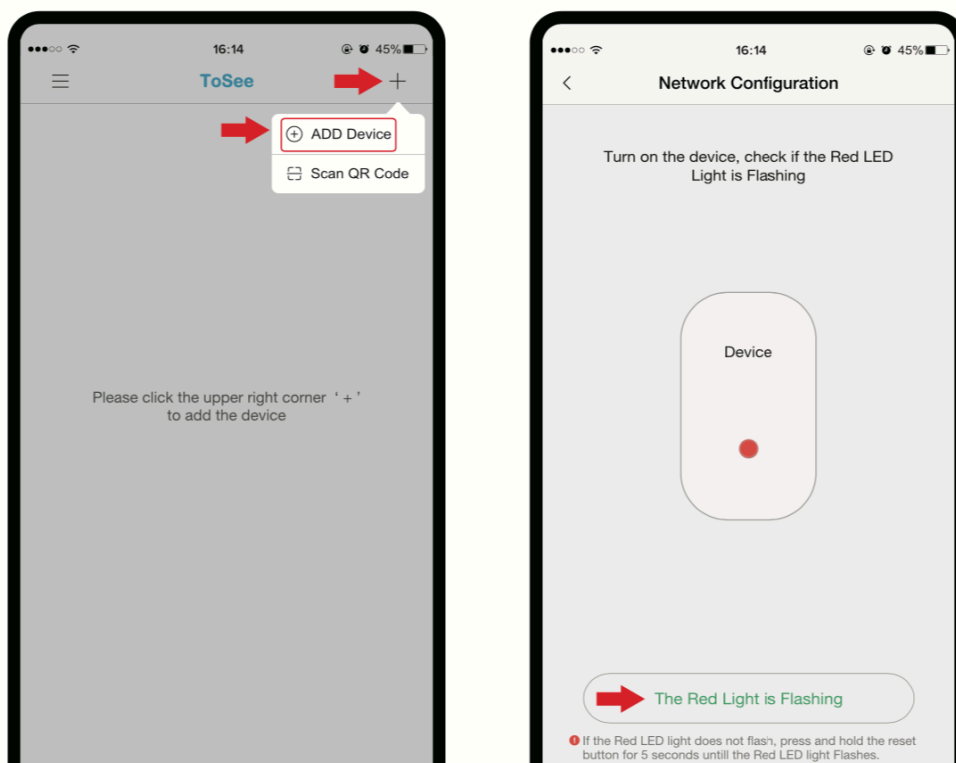 16:14
45%
ToSee
ADD Device
Scan QR Code
Please click the upper right corner ‘ + ’
to add the device
16:14
45%
Network Configuration
Turn on the device, check if the Red LED
Light is Flashing
Device
The Red Light is Flashing
If the Red LED light does not flash, press and hold the reset
button for 5 seconds untill the Red LED light Flashes.